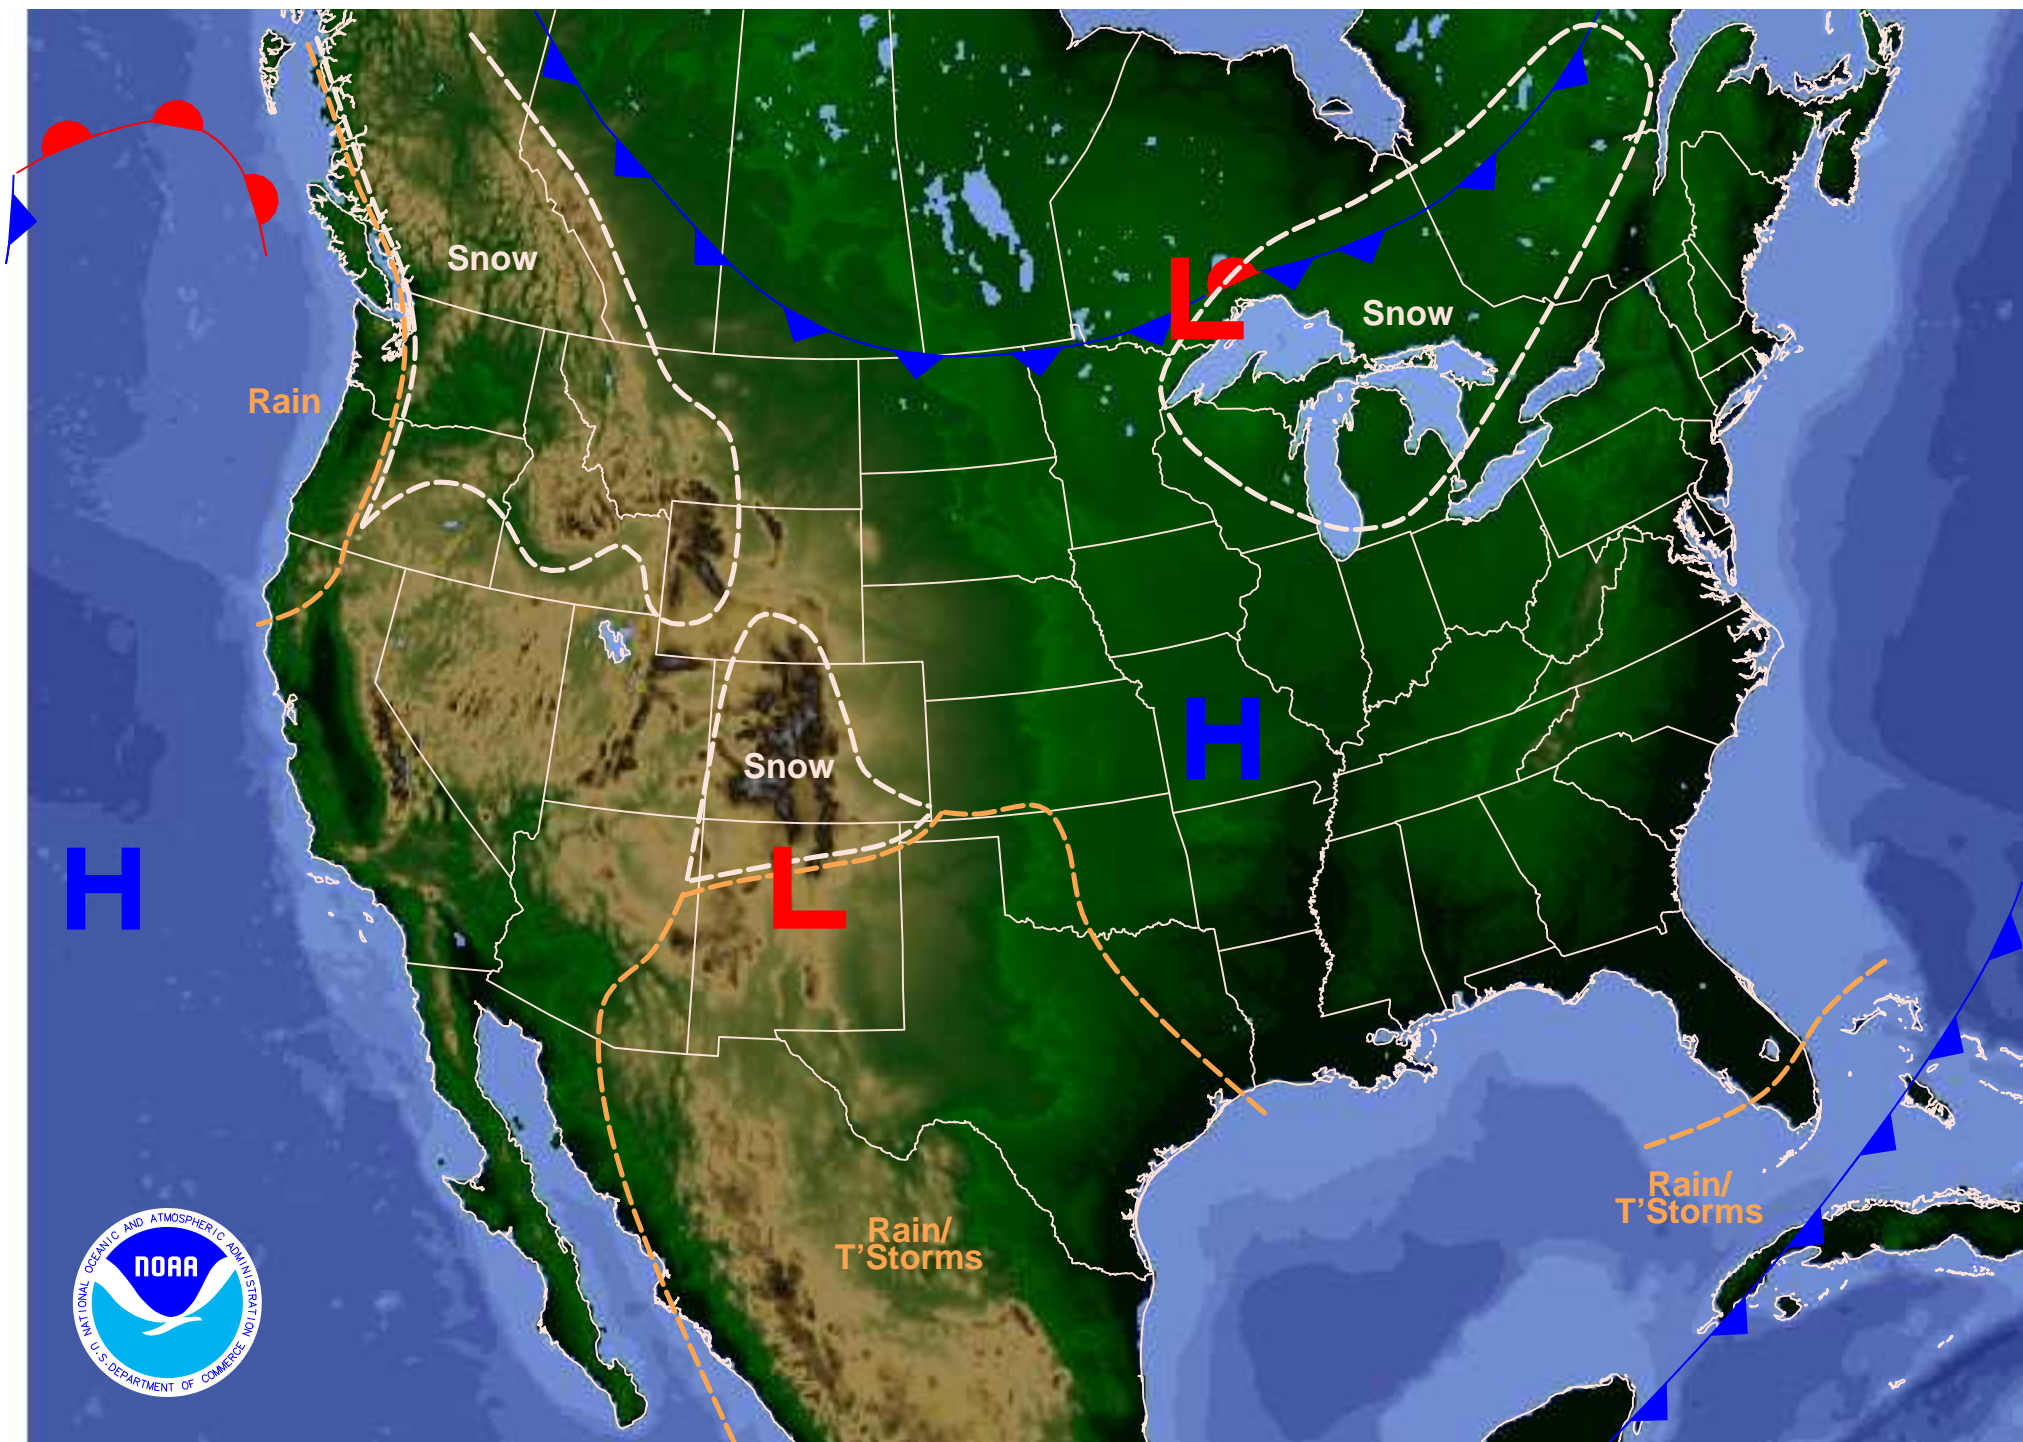 Snow
Snow
Rain
L
H
Snow
H
L
Rain/
T'Storms
Rain/
T'Storms
NATIONAL OCEANIC AND ATMOSPHERIC ADMINISTRATION
NOAA
U.S. DEPARTMENT OF COMMERCE